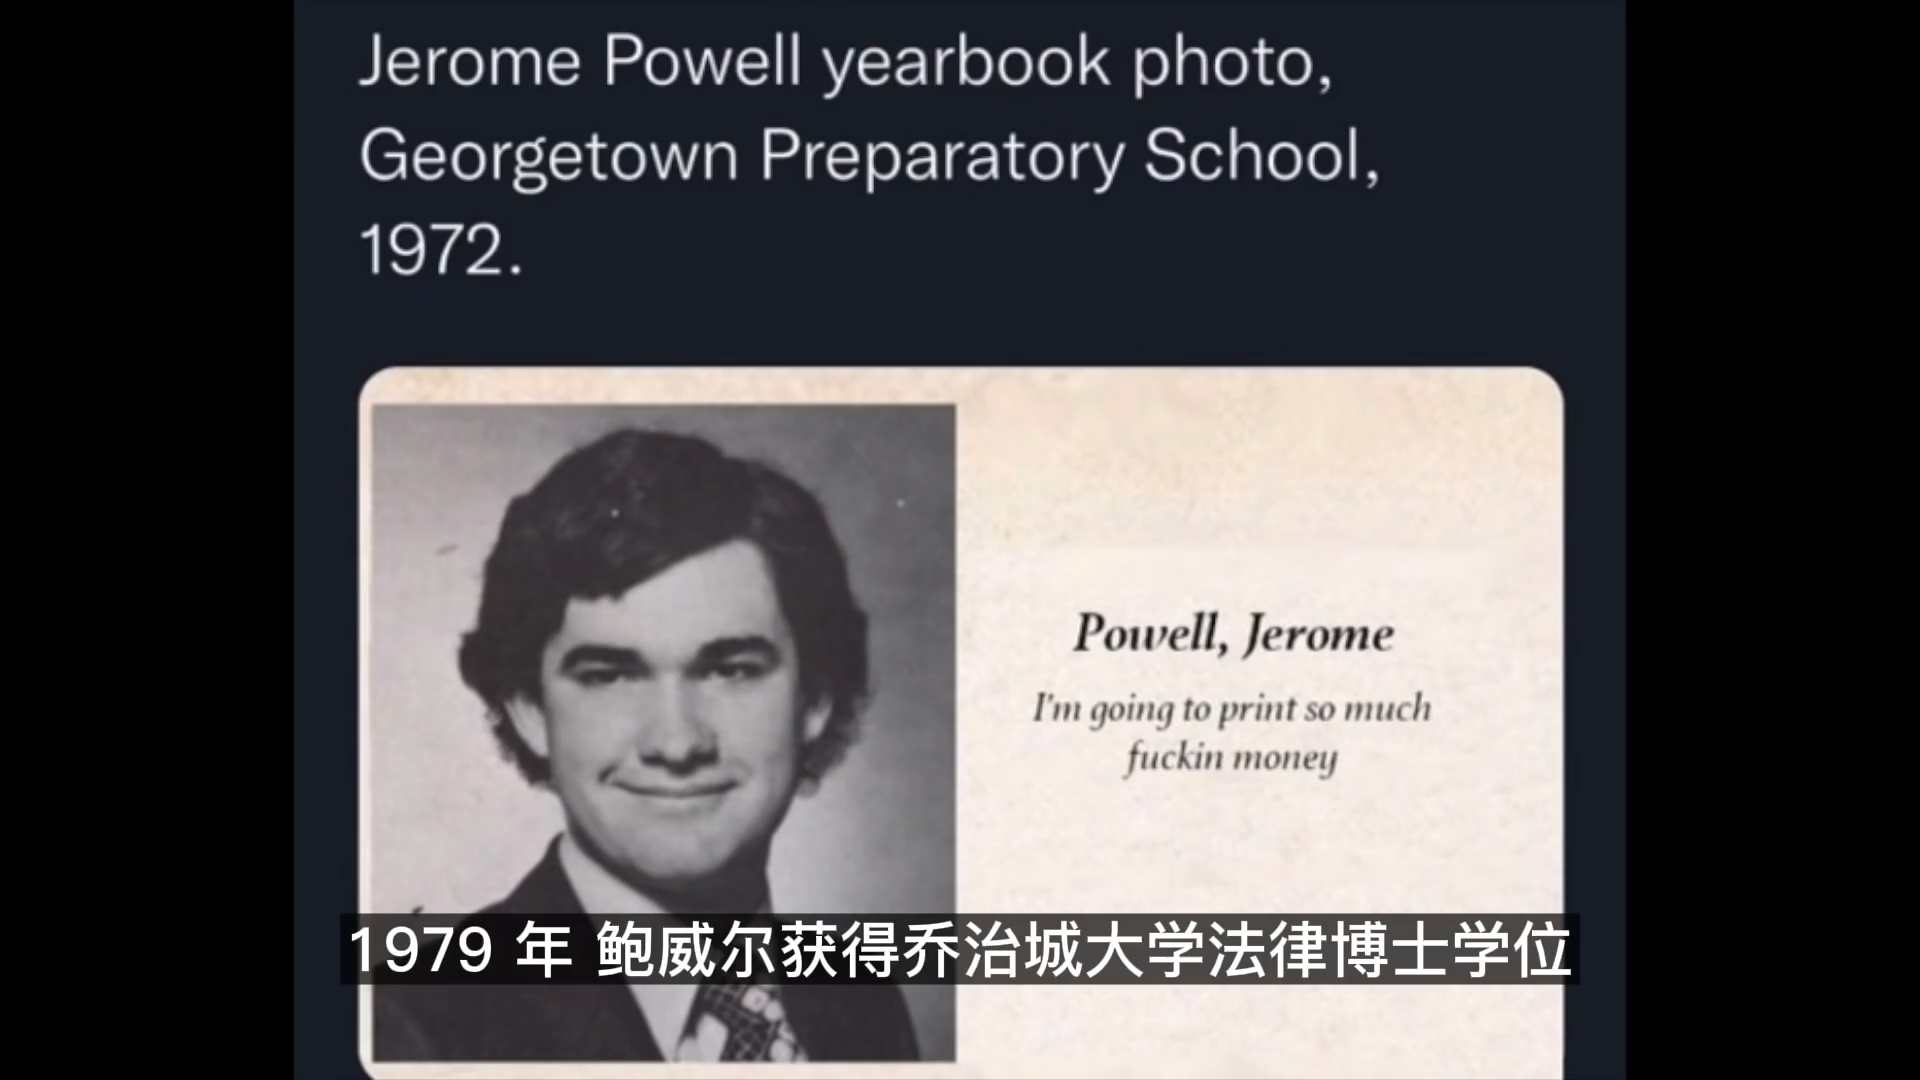 Jerome Powell yearbook photo,
Georgetown Preparatory School,
1972.
Powell, Jerome
I'm going to print so much
fuckin money
1979 年 鲍威尔获得乔治城大学法律博士学位